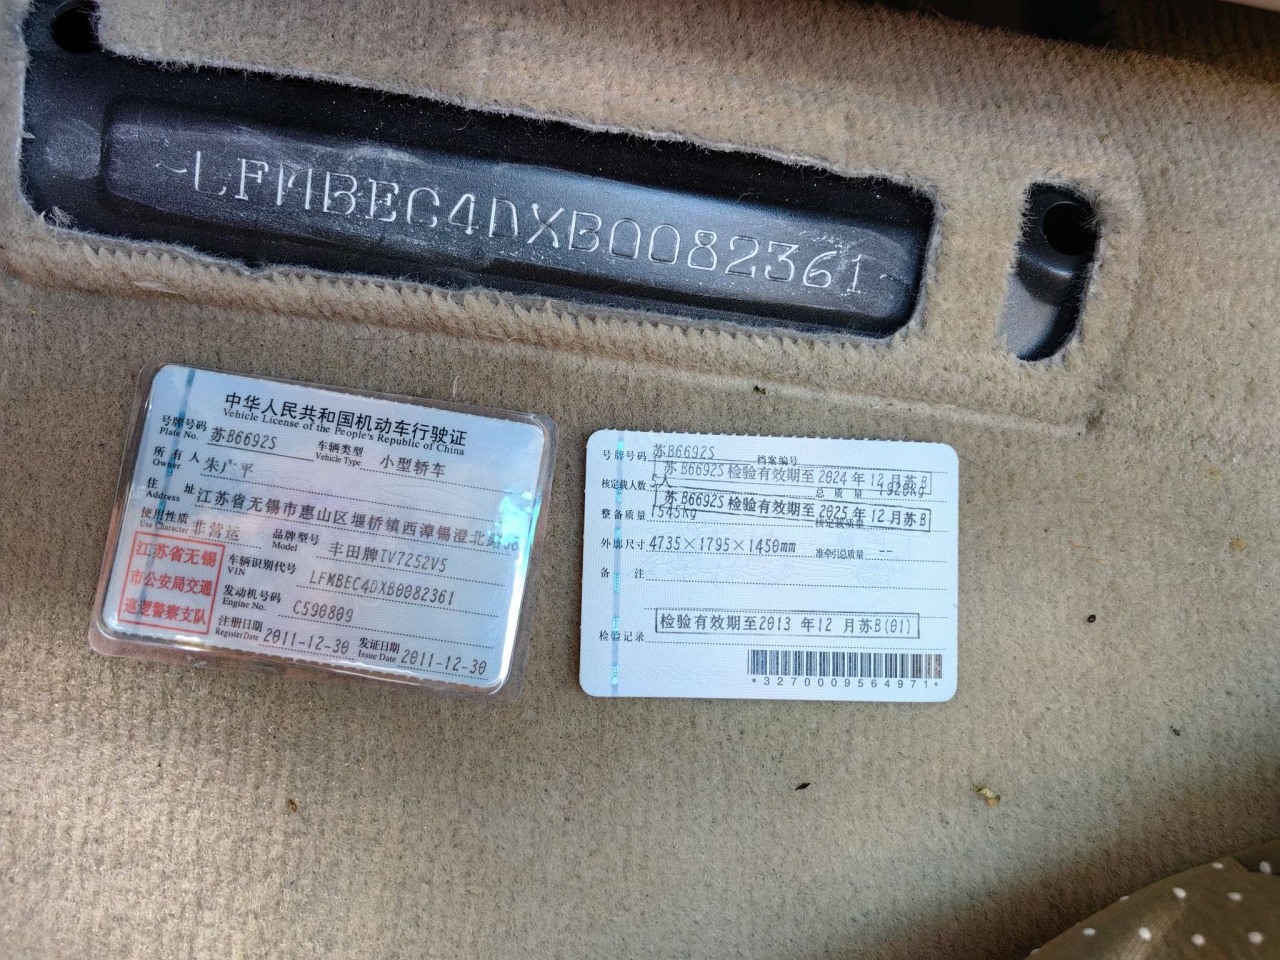 ~LFMBEC4DXB0082361~
中华人民共和国机动车行驶证
Vehicle License of the People's Republic of China
号牌号码 苏B6692S 车辆类型 小型轿车
Plate No. Vehicle Type
所有人 朱广平
Owner
住址 江苏省无锡市惠山区堰桥镇西漳锡澄北路
Address
使用性质 非营运 品牌型号 丰田牌TV7252V5
Use Character Model
江苏省无锡
市公安局交通
巡逻警察支队
车辆识别代号 LFMBEC4DXB0082361
VIN
发动机号码 C590809
Engine No.
注册日期 2011-12-30 发证日期 2011-12-30
Register Date Issue Date
号牌号码 苏B6692S 档案编号
苏B6692S 检验有效期至2024年12月苏B
核定载人数 5人 总质量 1920kg
苏B6692S 检验有效期至2025年12月苏B
整备质量 1545kg 核定载质量
外廓尺寸 4735×1795×1450mm 准牵引总质量 --
备注
检验有效期至2013年12月苏B(01)
检验记录
*3270009564971*